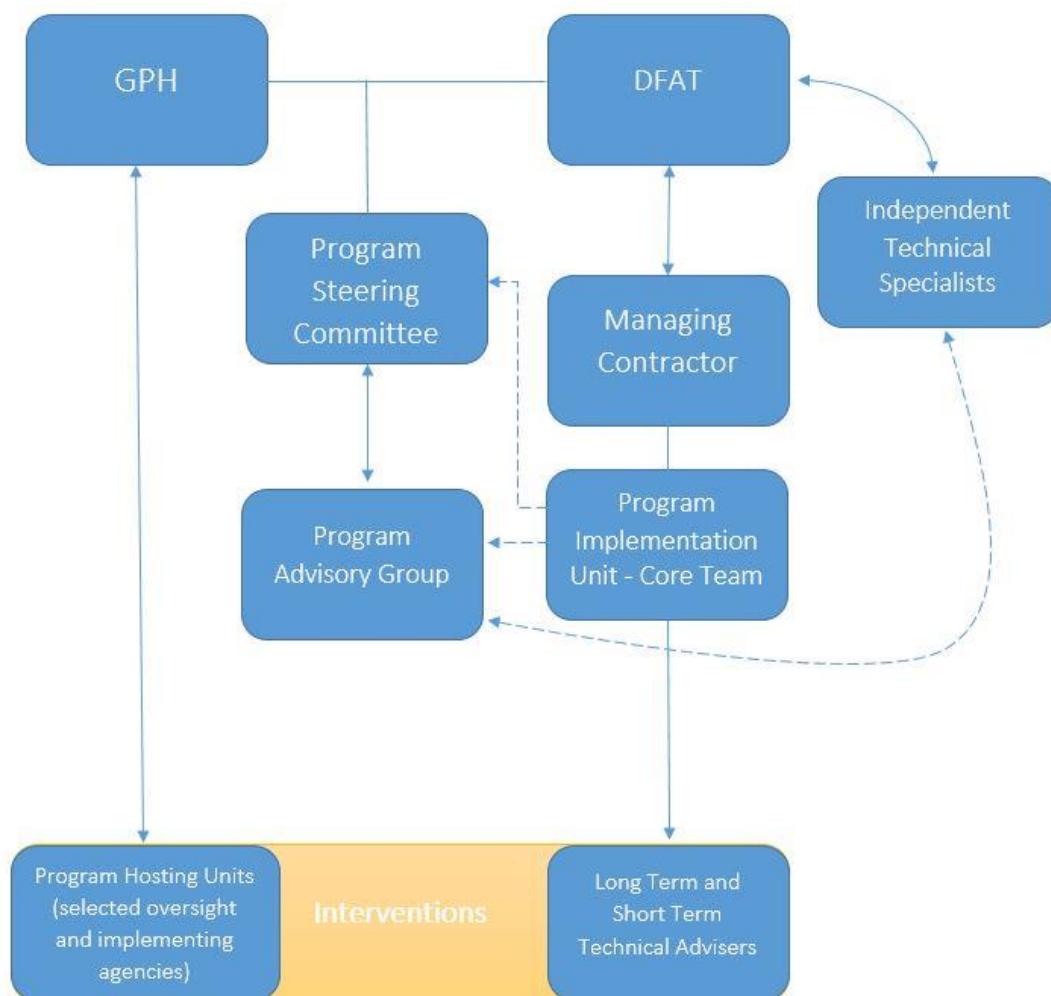 GPH
DFAT
Independent
Technical
Specialists
Program
Steering
Committee
Managing
Contractor
Program
Advisory Group
Program
Implementation
Unit - Core Team
Program Hosting Units
(selected oversight
and implementing
agencies)
Interventions
Long Term and
Short Term
Technical Advisers